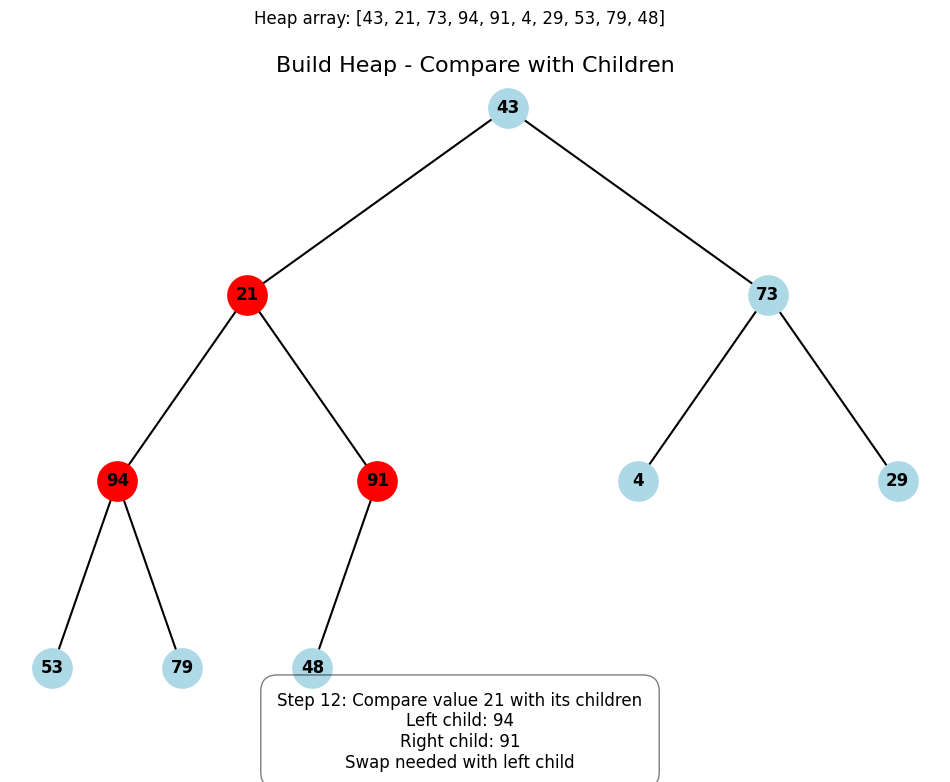 Heap array: [43, 21, 73, 94, 91, 4, 29, 53, 79, 48]
Build Heap - Compare with Children
43
21
73
94
91
4
29
53
79
48
Step 12: Compare value 21 with its children
Left child: 94
Right child: 91
Swap needed with left child